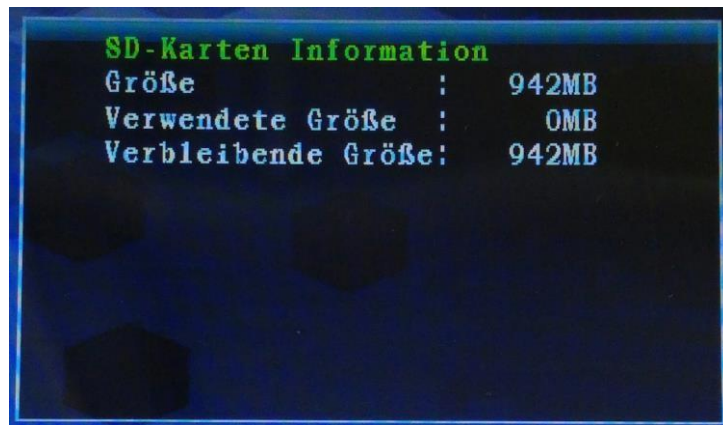 SD-Karten Information
Größe : 942MB
Verwendete Größe : 0MB
Verbleibende Größe: 942MB